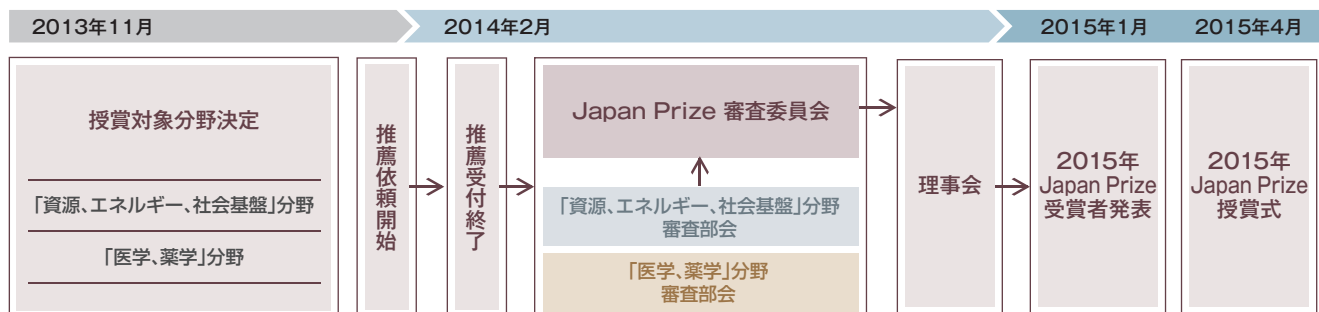 2013年11月
2014年2月
2015年1月
2015年4月
授賞対象分野決定
「資源、エネルギー、社会基盤」分野
「医学、薬学」分野
推薦依頼開始
推薦受付終了
Japan Prize 審査委員会
「資源、エネルギー、社会基盤」分野
審査部会
「医学、薬学」分野
審査部会
理事会
2015年
Japan Prize
受賞者発表
2015年
Japan Prize
授賞式